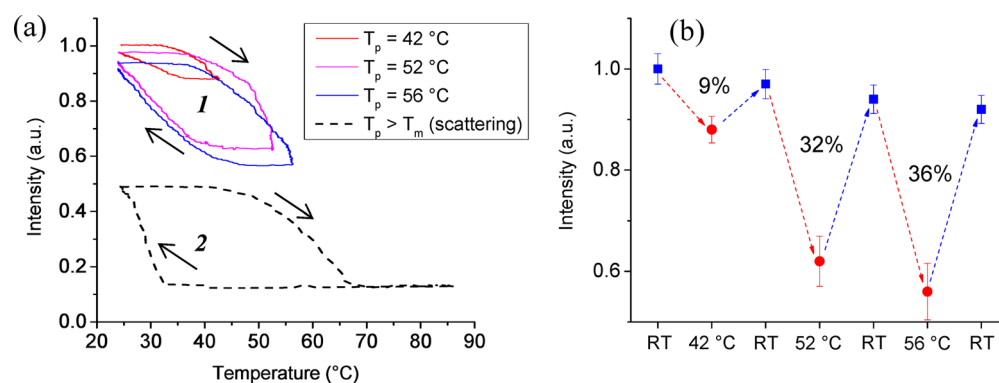 (a)
T_p = 42 °C
T_p = 52 °C
T_p = 56 °C
T_p > T_m (scattering)
1
2
Intensity (a.u.)
1.0
0.8
0.6
0.4
0.2
0.0
20 30 40 50 60 70 80 90
Temperature (°C)
(b)
9%
32%
36%
Intensity (a.u.)
1.0
0.8
0.6
RT 42 °C RT 52 °C RT 56 °C RT